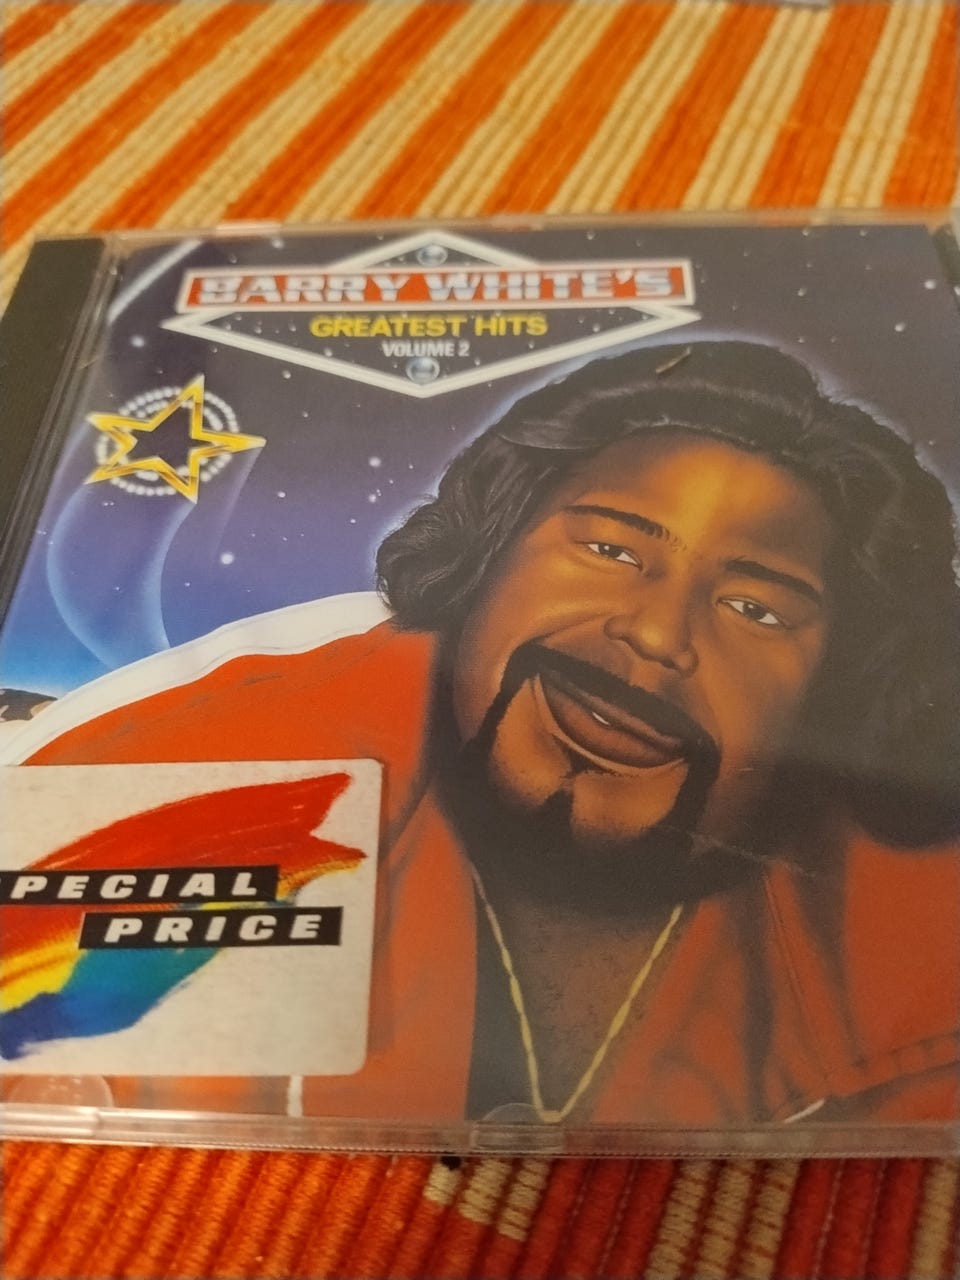 BARRY WHITE'S
GREATEST HITS
VOLUME 2
PECIAL
PRICE